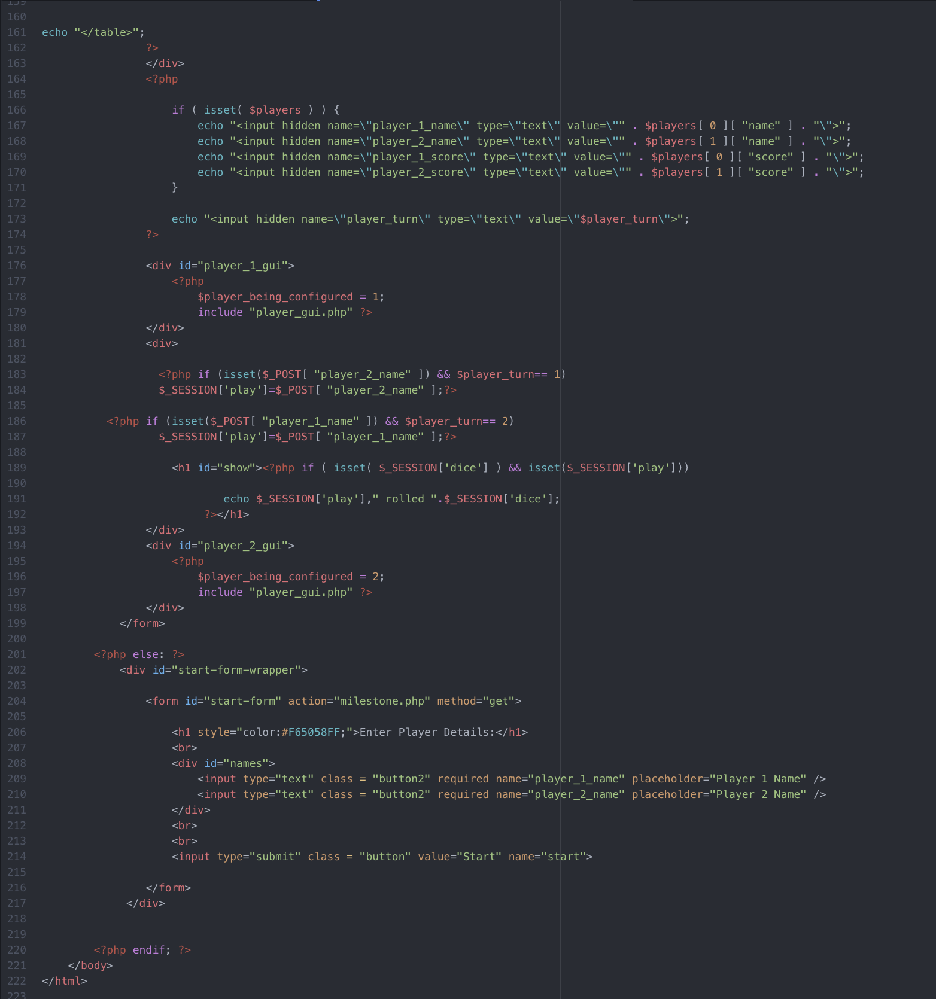 159
160
161 echo "</table>";
162 ?>
163 </div>
164 <?php
165
166 if ( isset( $players ) ) {
167 echo "<input hidden name=\"player_1_name\" type=\"text\" value=\"" . $players[ 0 ][ "name" ] . "\">";
168 echo "<input hidden name=\"player_2_name\" type=\"text\" value=\"" . $players[ 1 ][ "name" ] . "\">";
169 echo "<input hidden name=\"player_1_score\" type=\"text\" value=\"" . $players[ 0 ][ "score" ] . "\">";
170 echo "<input hidden name=\"player_2_score\" type=\"text\" value=\"" . $players[ 1 ][ "score" ] . "\">";
171 }
172
173 echo "<input hidden name=\"player_turn\" type=\"text\" value=\"$player_turn\">";
174 ?>
175
176 <div id="player_1_gui">
177 <?php
178 $player_being_configured = 1;
179 include "player_gui.php" ?>
180 </div>
181 <div>
182
183 <?php if (isset($_POST[ "player_2_name" ]) && $player_turn== 1)
184 $_SESSION['play']=$_POST[ "player_2_name" ];?>
185
186 <?php if (isset($_POST[ "player_1_name" ]) && $player_turn== 2)
187 $_SESSION['play']=$_POST[ "player_1_name" ];?>
188
189 <h1 id="show"><?php if ( isset( $_SESSION['dice'] ) && isset($_SESSION['play']))
190
191 echo $_SESSION['play']," rolled ".$_SESSION['dice'];
192 ?></h1>
193 </div>
194 <div id="player_2_gui">
195 <?php
196 $player_being_configured = 2;
197 include "player_gui.php" ?>
198 </div>
199 </form>
200
201 <?php else: ?>
202 <div id="start-form-wrapper">
203
204 <form id="start-form" action="milestone.php" method="get">
205
206 <h1 style="color:#F65058FF;">Enter Player Details:</h1>
207 <br>
208 <div id="names">
209 <input type="text" class = "button2" required name="player_1_name" placeholder="Player 1 Name" />
210 <input type="text" class = "button2" required name="player_2_name" placeholder="Player 2 Name" />
211 </div>
212 <br>
213 <br>
214 <input type="submit" class = "button" value="Start" name="start">
215
216 </form>
217 </div>
218
219
220 <?php endif; ?>
221 </body>
222 </html>
223